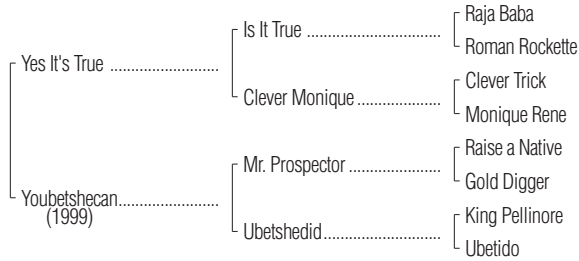 Raja Baba
Is It True ........................................
Roman Rockette
Yes It's True .................................
Clever Trick
Clever Monique.........................
Monique Rene
Raise a Native
Mr. Prospector ...........................
Gold Digger
Youbetshecan..............................
(1999)
King Pellinore
Ubetshedid...................................
Ubetido